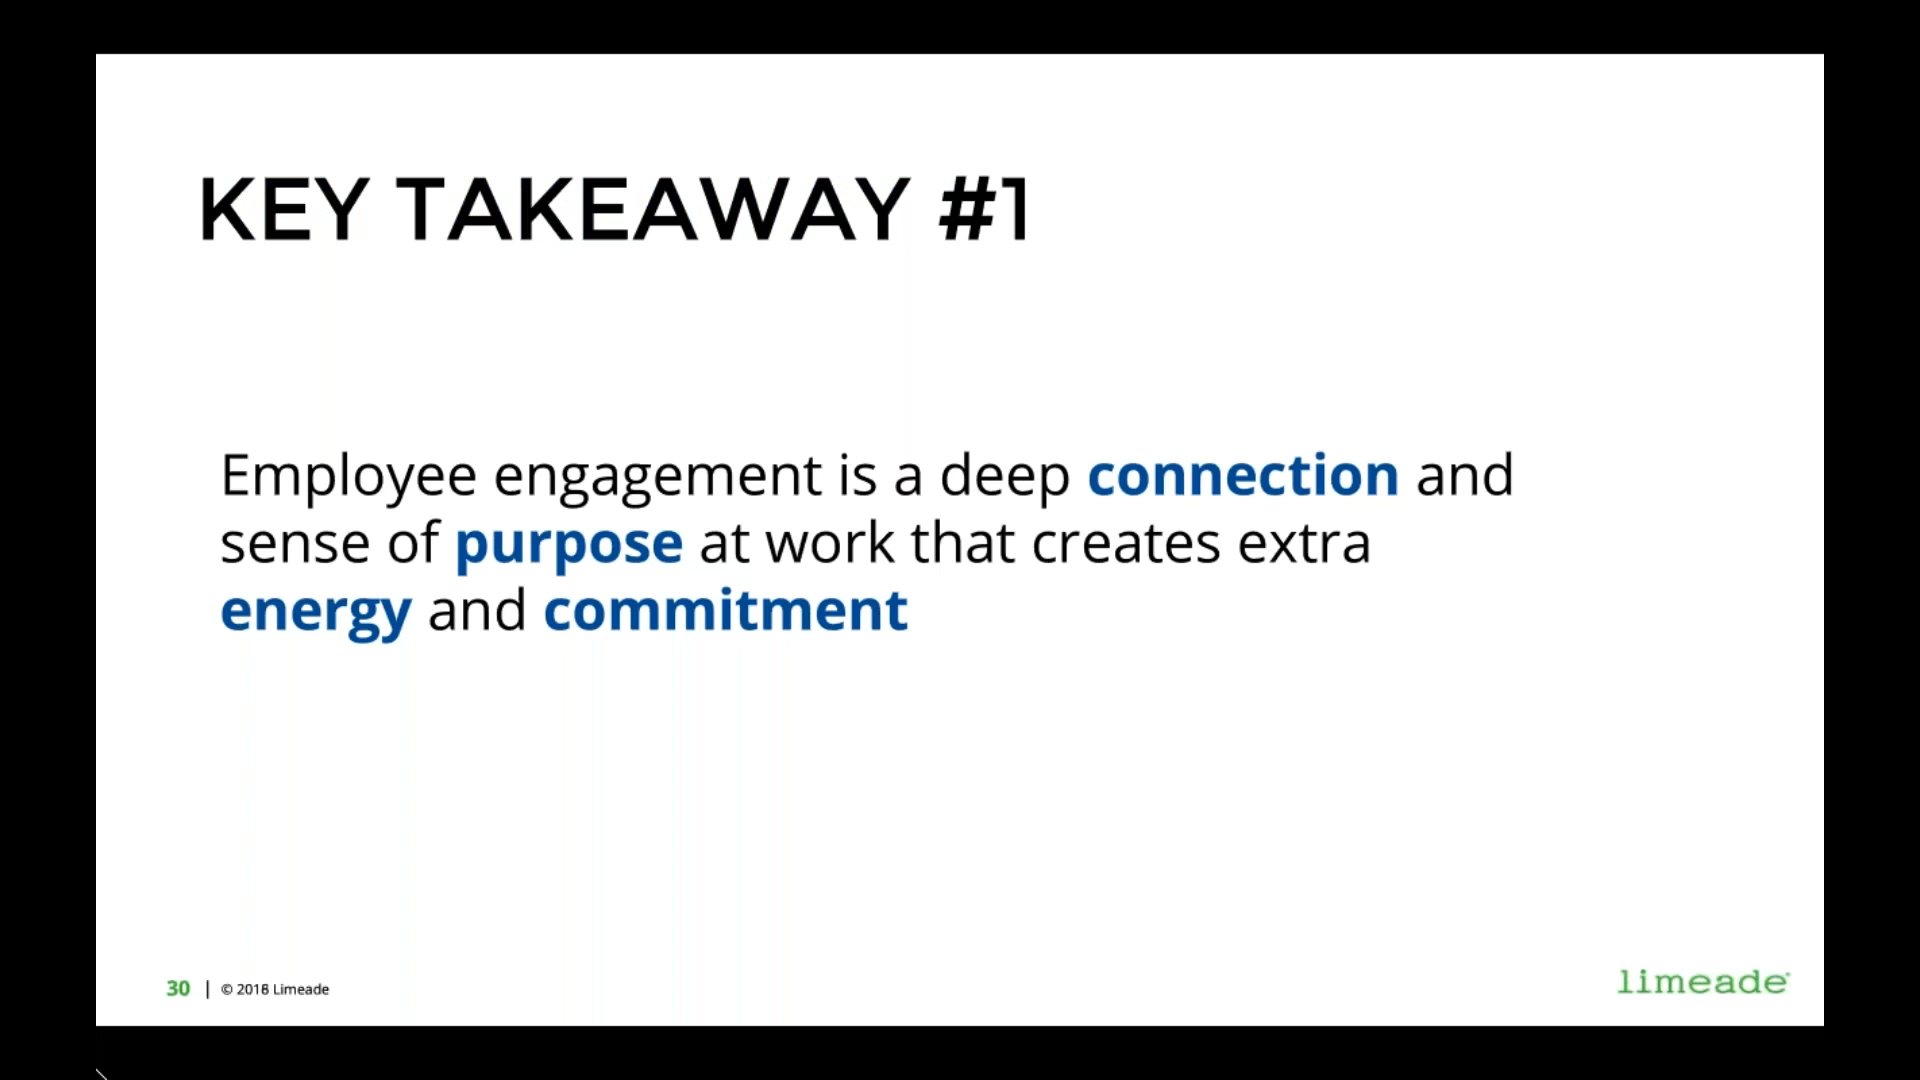 KEY TAKEAWAY #1
Employee engagement is a deep connection and
sense of purpose at work that creates extra
energy and commitment
30 | © 2016 Limeade
limeade